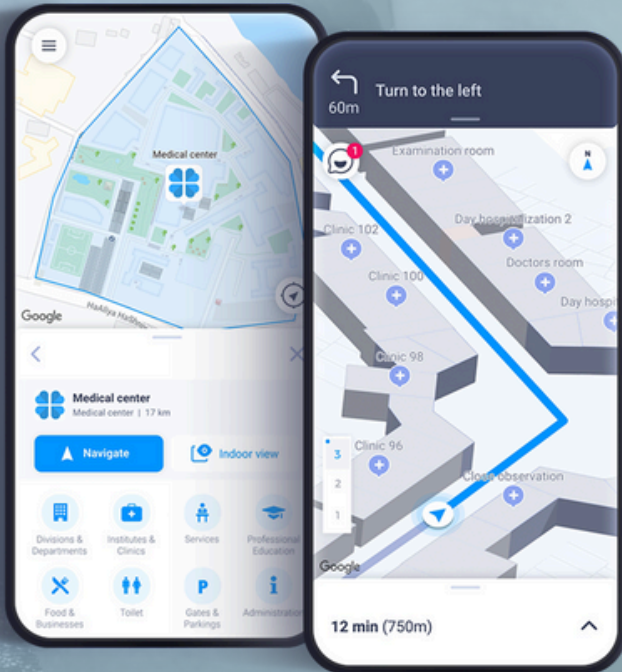 Medical center
HaAliya HaShni
Google
Medical center
Medical center | 17 km
Navigate
Indoor view
Divisions &
Departments
Institutes &
Clinics
Services
Professional
Education
Food &
Businesses
Toilet
P
Gates &
Parkings
i
Administration
60m
Turn to the left
1
N
Examination room
Clinic 102
Day hospitalization 2
Clinic 100
Doctors room
Day hospi
Clinic 98
Clinic 96
3
2
1
Close observation
Google
12 min (750m)